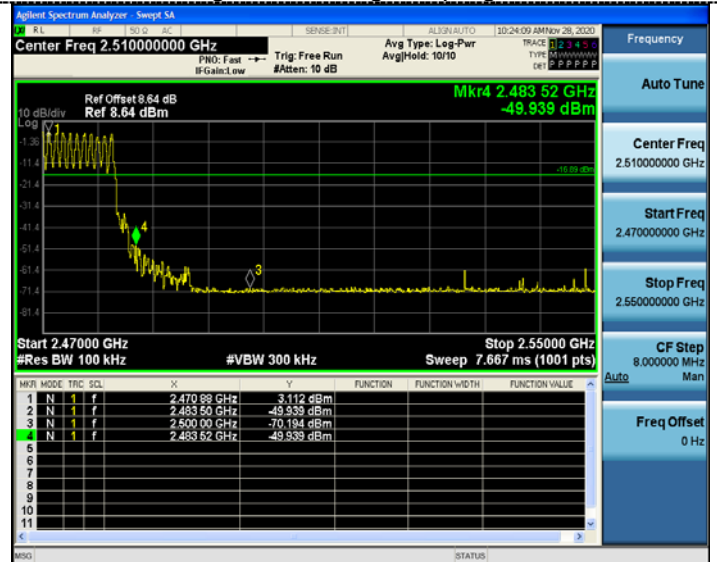 Agilent Spectrum Analyzer - Swept SA
RL RF 50 Ω AC SENSE:INT ALIGNAUTO 10:24:09 AM Nov 28, 2020
Center Freq 2.510000000 GHz
PNO: Fast
IFGain:Low
Trig: Free Run
#Atten: 10 dB
Avg Type: Log-Pwr
Avg|Hold: 10/10
TRACE 1 2 3 4 5 6
TYPE M W W W W W
DET P P P P P P
Ref Offset 8.64 dB
10 dB/div Ref 8.64 dBm
Log
Mkr4 2.483 52 GHz
-49.939 dBm
1
-1.36
-11.4
-16.89 dBm
-21.4
-31.4
-41.4
4
-51.4
-61.4
3
-71.4
-81.4
Start 2.47000 GHz Stop 2.55000 GHz
#Res BW 100 kHz #VBW 300 kHz Sweep 7.667 ms (1001 pts)
MKR MODE TRC SCL X Y FUNCTION FUNCTION WIDTH FUNCTION VALUE
1 N 1 f 2.470 88 GHz 3.112 dBm
2 N 1 f 2.483 50 GHz -49.939 dBm
3 N 1 f 2.500 00 GHz -70.194 dBm
4 N 1 f 2.483 52 GHz -49.939 dBm
5
6
7
8
9
10
11
MSG STATUS
Frequency
Auto Tune
Center Freq
2.510000000 GHz
Start Freq
2.470000000 GHz
Stop Freq
2.550000000 GHz
CF Step
8.000000 MHz
Auto Man
Freq Offset
0 Hz